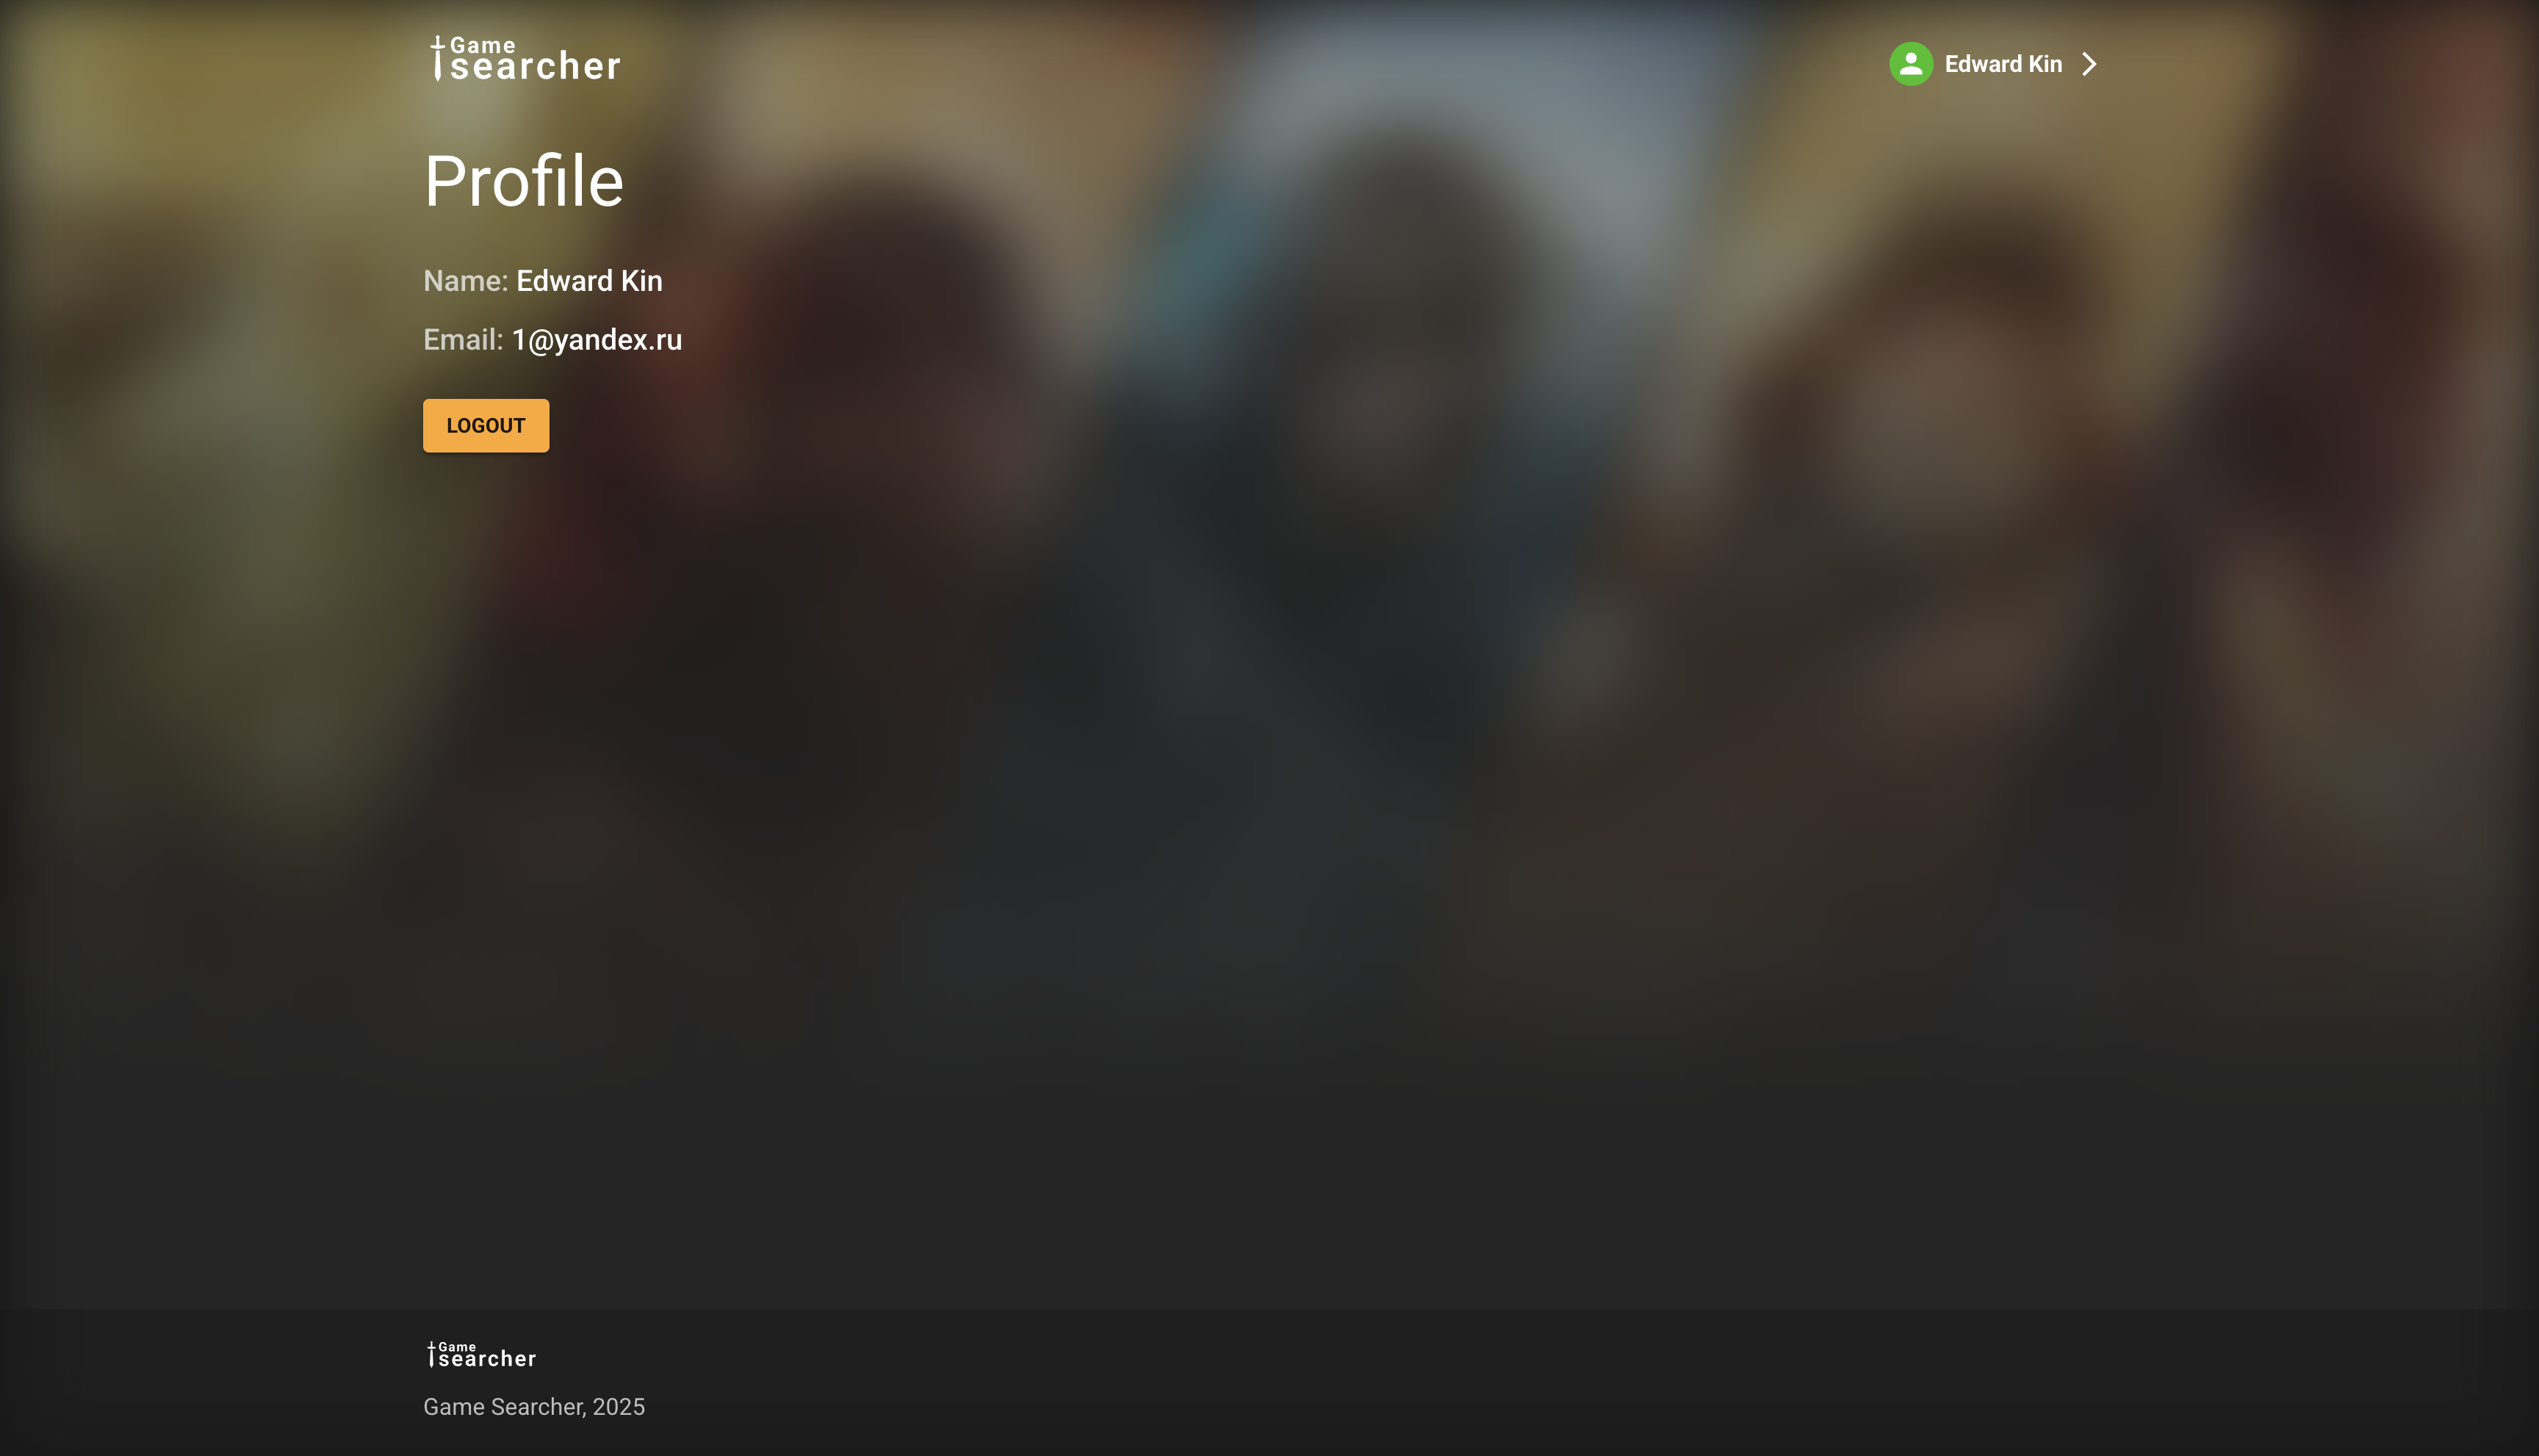 Game
searcher
Edward Kin
Profile
Name: Edward Kin
Email: 1@yandex.ru
LOGOUT
Game
searcher
Game Searcher, 2025